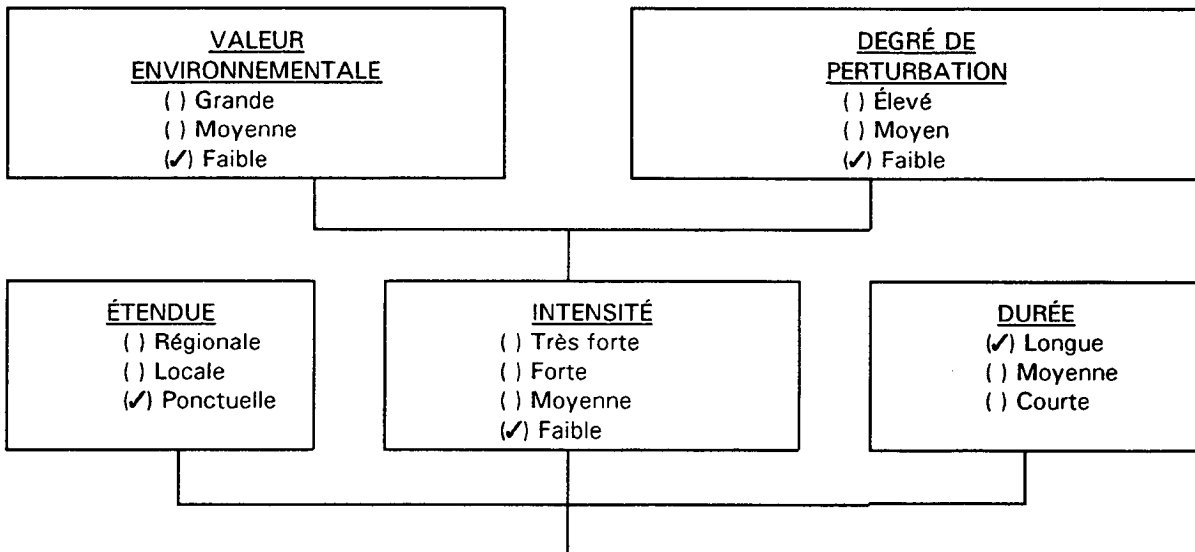 VALEUR
ENVIRONNEMENTALE
( ) Grande
( ) Moyenne
(✓) Faible
DEGRÉ DE
PERTURBATION
( ) Élevé
( ) Moyen
(✓) Faible
ÉTENDUE
( ) Régionale
( ) Locale
(✓) Ponctuelle
INTENSITÉ
( ) Très forte
( ) Forte
( ) Moyenne
(✓) Faible
DURÉE
(✓) Longue
( ) Moyenne
( ) Courte